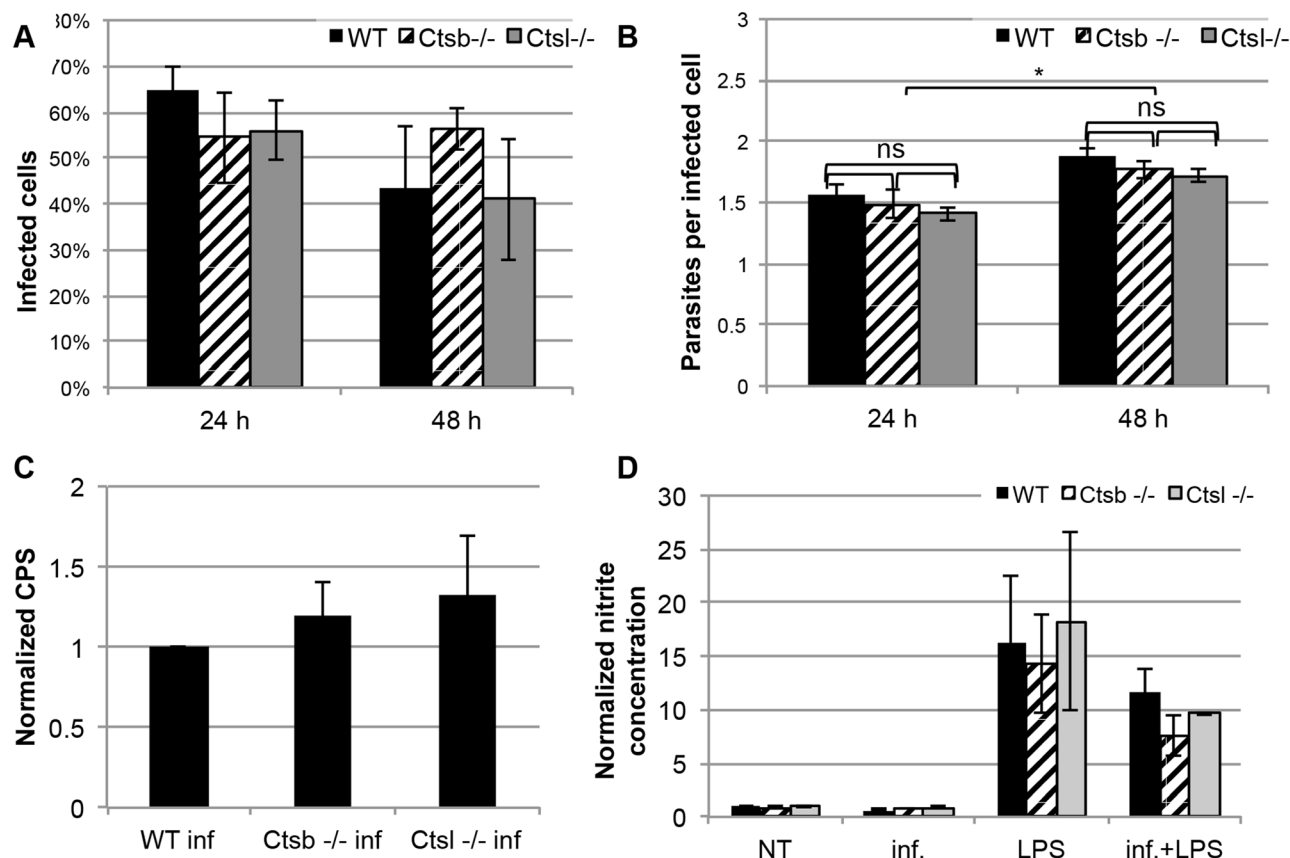 A
30%
70%
60%
50%
40%
30%
20%
10%
0%
Infected cells
WT Ctsb-/- Ctsl-/-
24 h 48 h
B
3
2.5
2
1.5
1
0.5
0
Parasites per infected cell
WT Ctsb -/- Ctsl-/-
*
ns
ns
24 h 48 h
C
2
1.5
1
0.5
0
Normalized CPS
WT inf Ctsb -/- inf Ctsl -/- inf
D
30
25
20
15
10
5
0
Normalized nitrite
concentration
WT Ctsb -/- Ctsl -/-
NT inf. LPS inf.+LPS